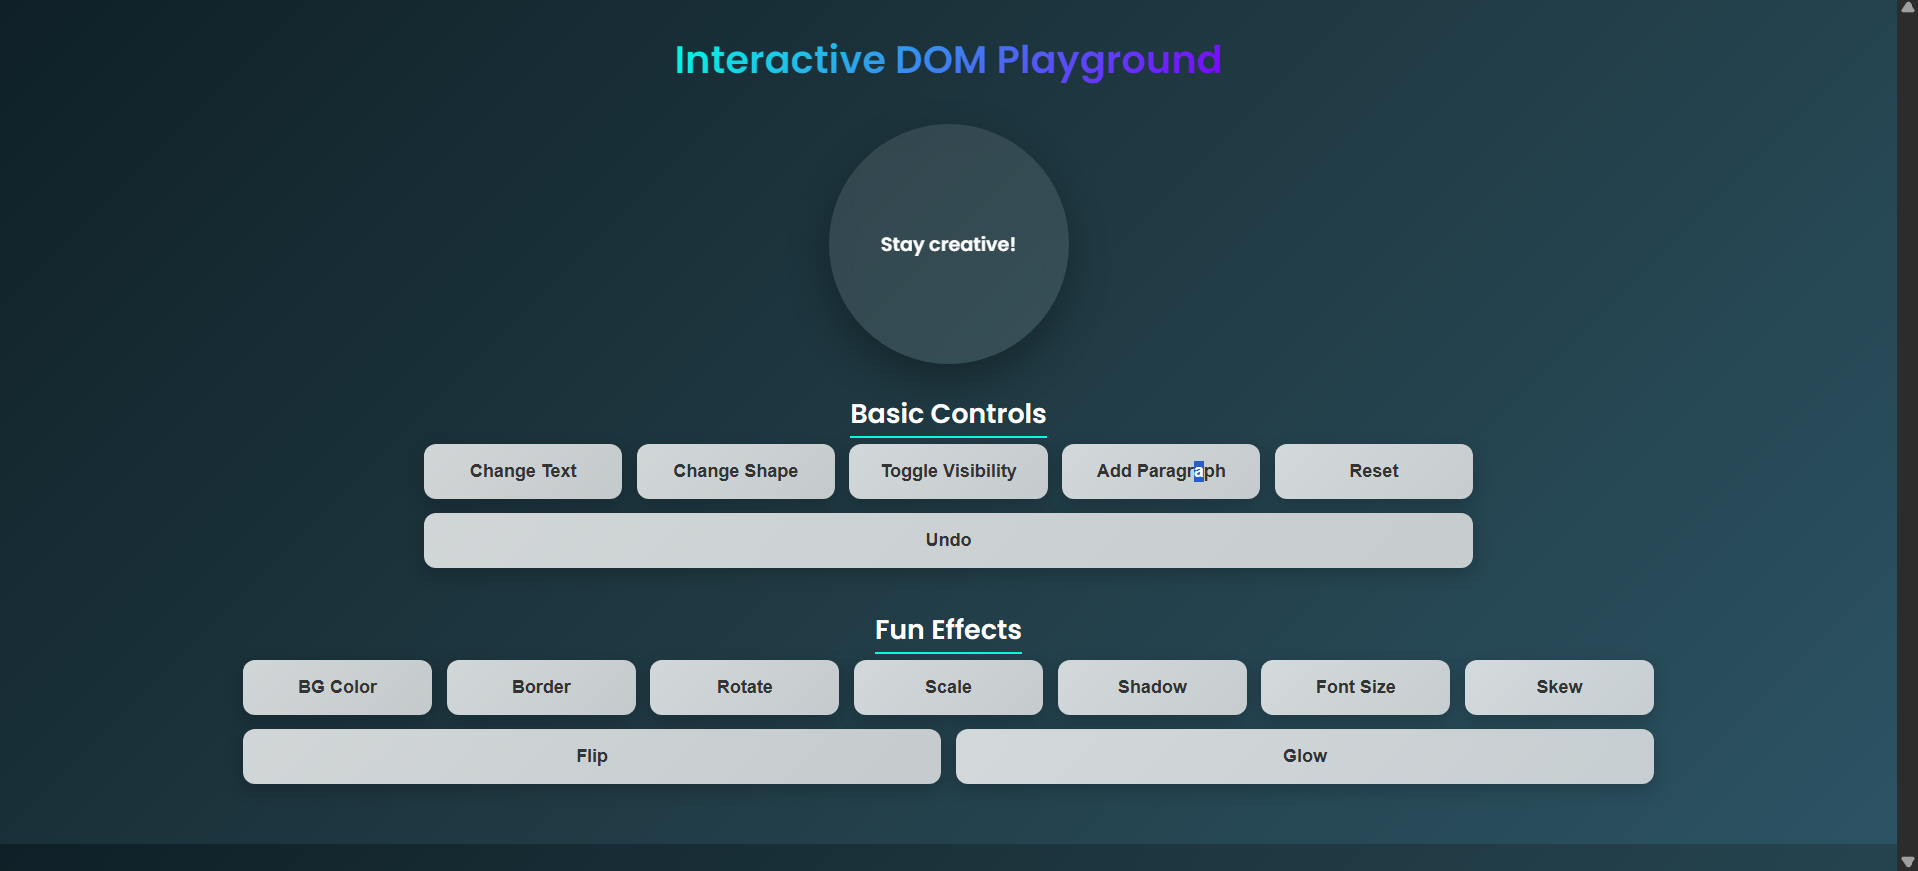 Interactive DOM Playground
Stay creative!
Basic Controls
Change Text
Change Shape
Toggle Visibility
Add Paragraph
Reset
Undo
Fun Effects
BG Color
Border
Rotate
Scale
Shadow
Font Size
Skew
Flip
Glow